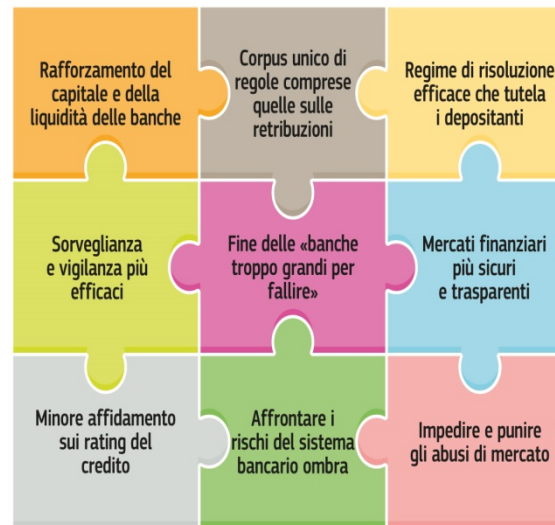 Rafforzamento del
capitale e della
liquidità delle banche
Corpus unico di
regole comprese
quelle sulle
retribuzioni
Regime di risoluzione
efficace che tutela
i depositanti
Sorveglianza
e vigilanza più
efficaci
Fine delle «banche
troppo grandi per
fallire»
Mercati finanziari
più sicuri
e trasparenti
Minore affidamento
sui rating del
credito
Affrontare i
rischi del sistema
bancario ombra
Impedire e punire
gli abusi di mercato